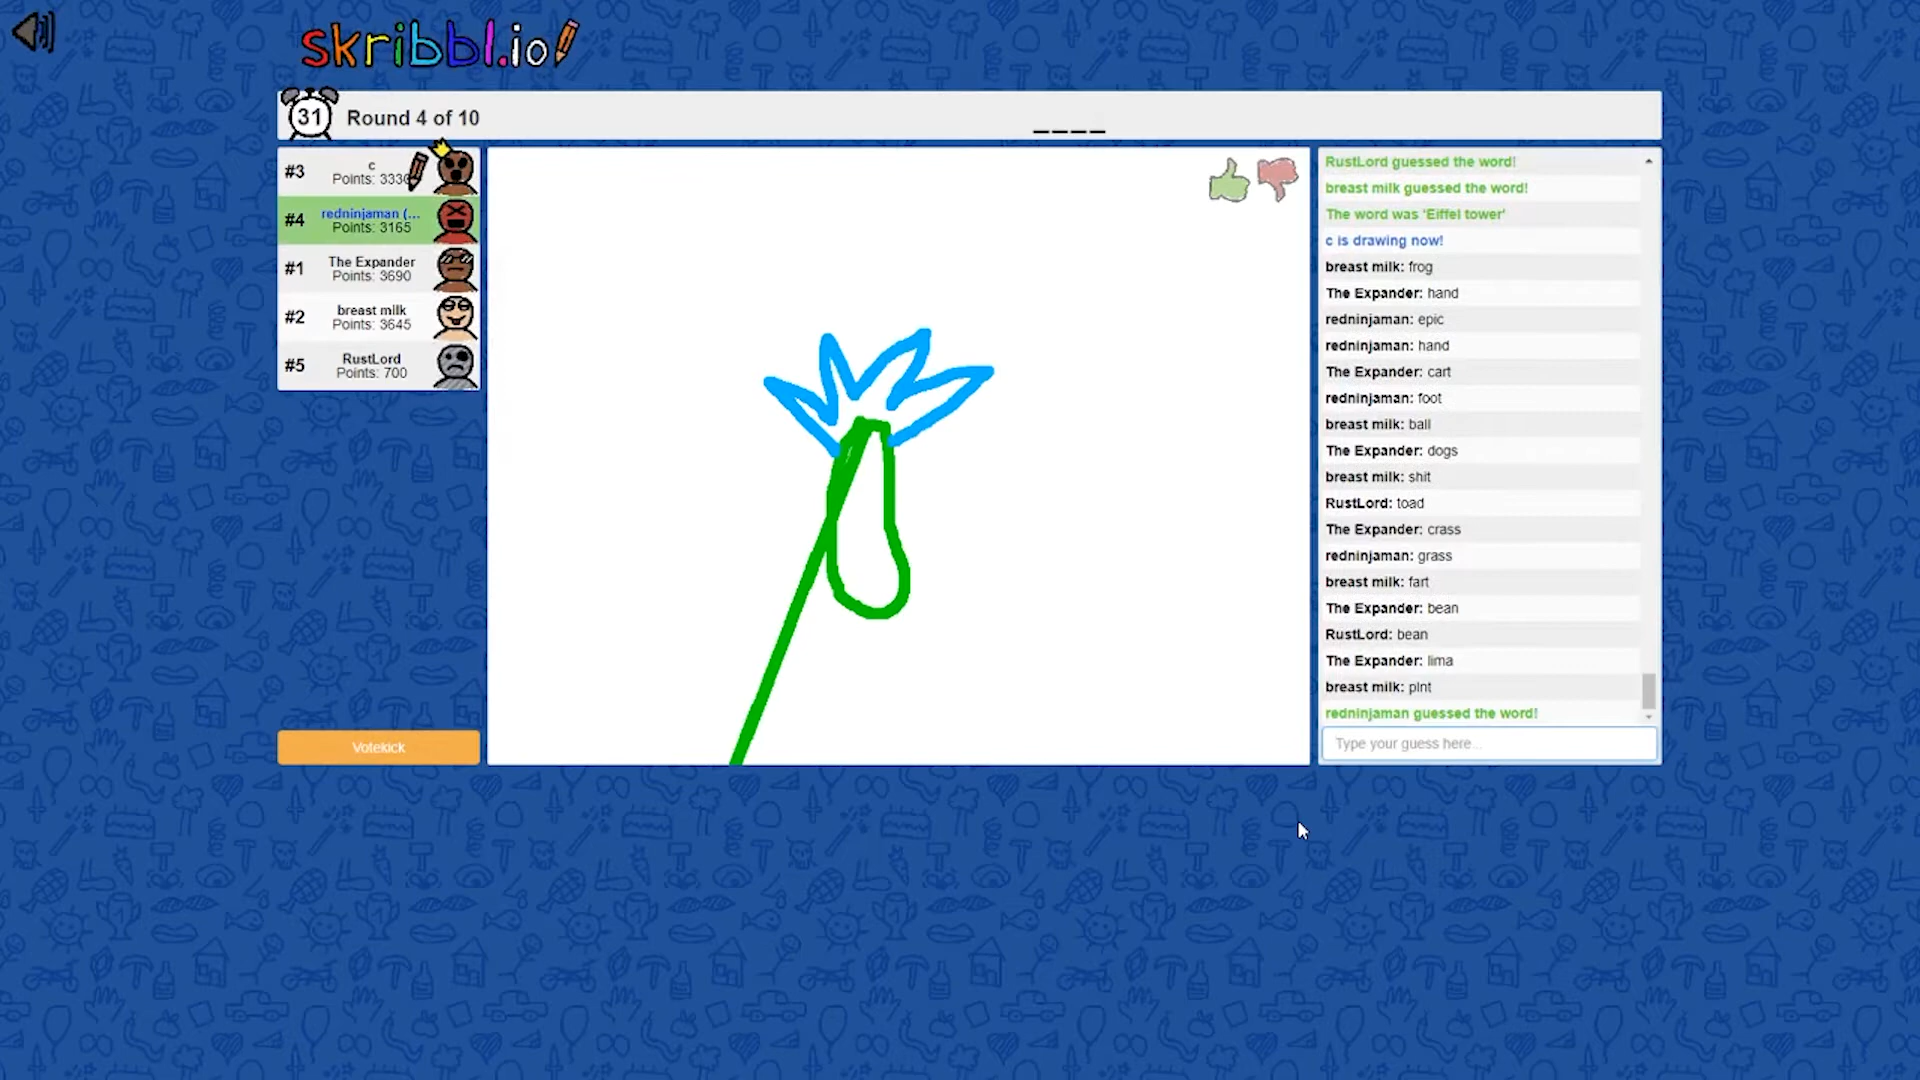 skribbl.io
31
Round 4 of 10
____
#3
c
Points: 3330
#4
redninjaman (...
Points: 3165
#1
The Expander
Points: 3690
#2
breast milk
Points: 3645
#5
RustLord
Points: 700
Votekick
RustLord guessed the word!
breast milk guessed the word!
The word was 'Eiffel tower'
c is drawing now!
breast milk: frog
The Expander: hand
redninjaman: epic
redninjaman: hand
The Expander: cart
redninjaman: foot
breast milk: ball
The Expander: dogs
breast milk: shit
RustLord: toad
The Expander: crass
redninjaman: grass
breast milk: fart
The Expander: bean
RustLord: bean
The Expander: lima
breast milk: plnt
redninjaman guessed the word!
Type your guess here...